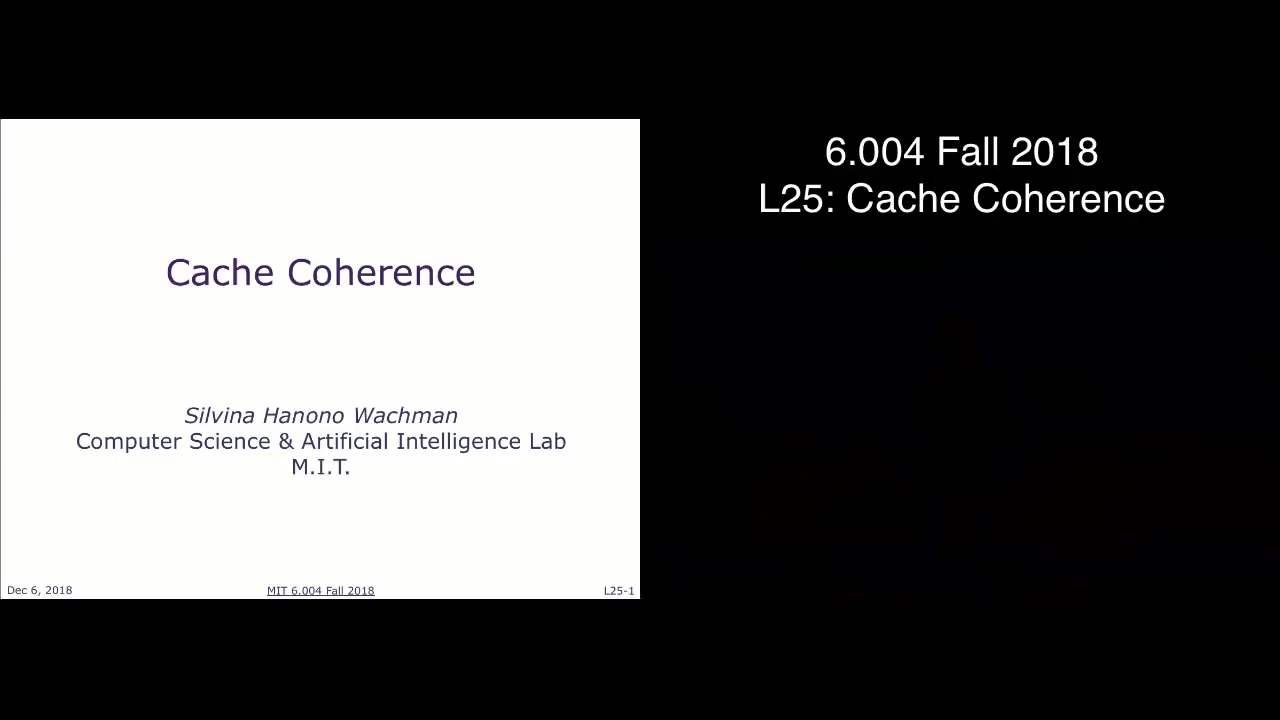 Cache Coherence
Silvina Hanono Wachman
Computer Science & Artificial Intelligence Lab
M.I.T.
Dec 6, 2018
MIT 6.004 Fall 2018
L25-1
6.004 Fall 2018
L25: Cache Coherence